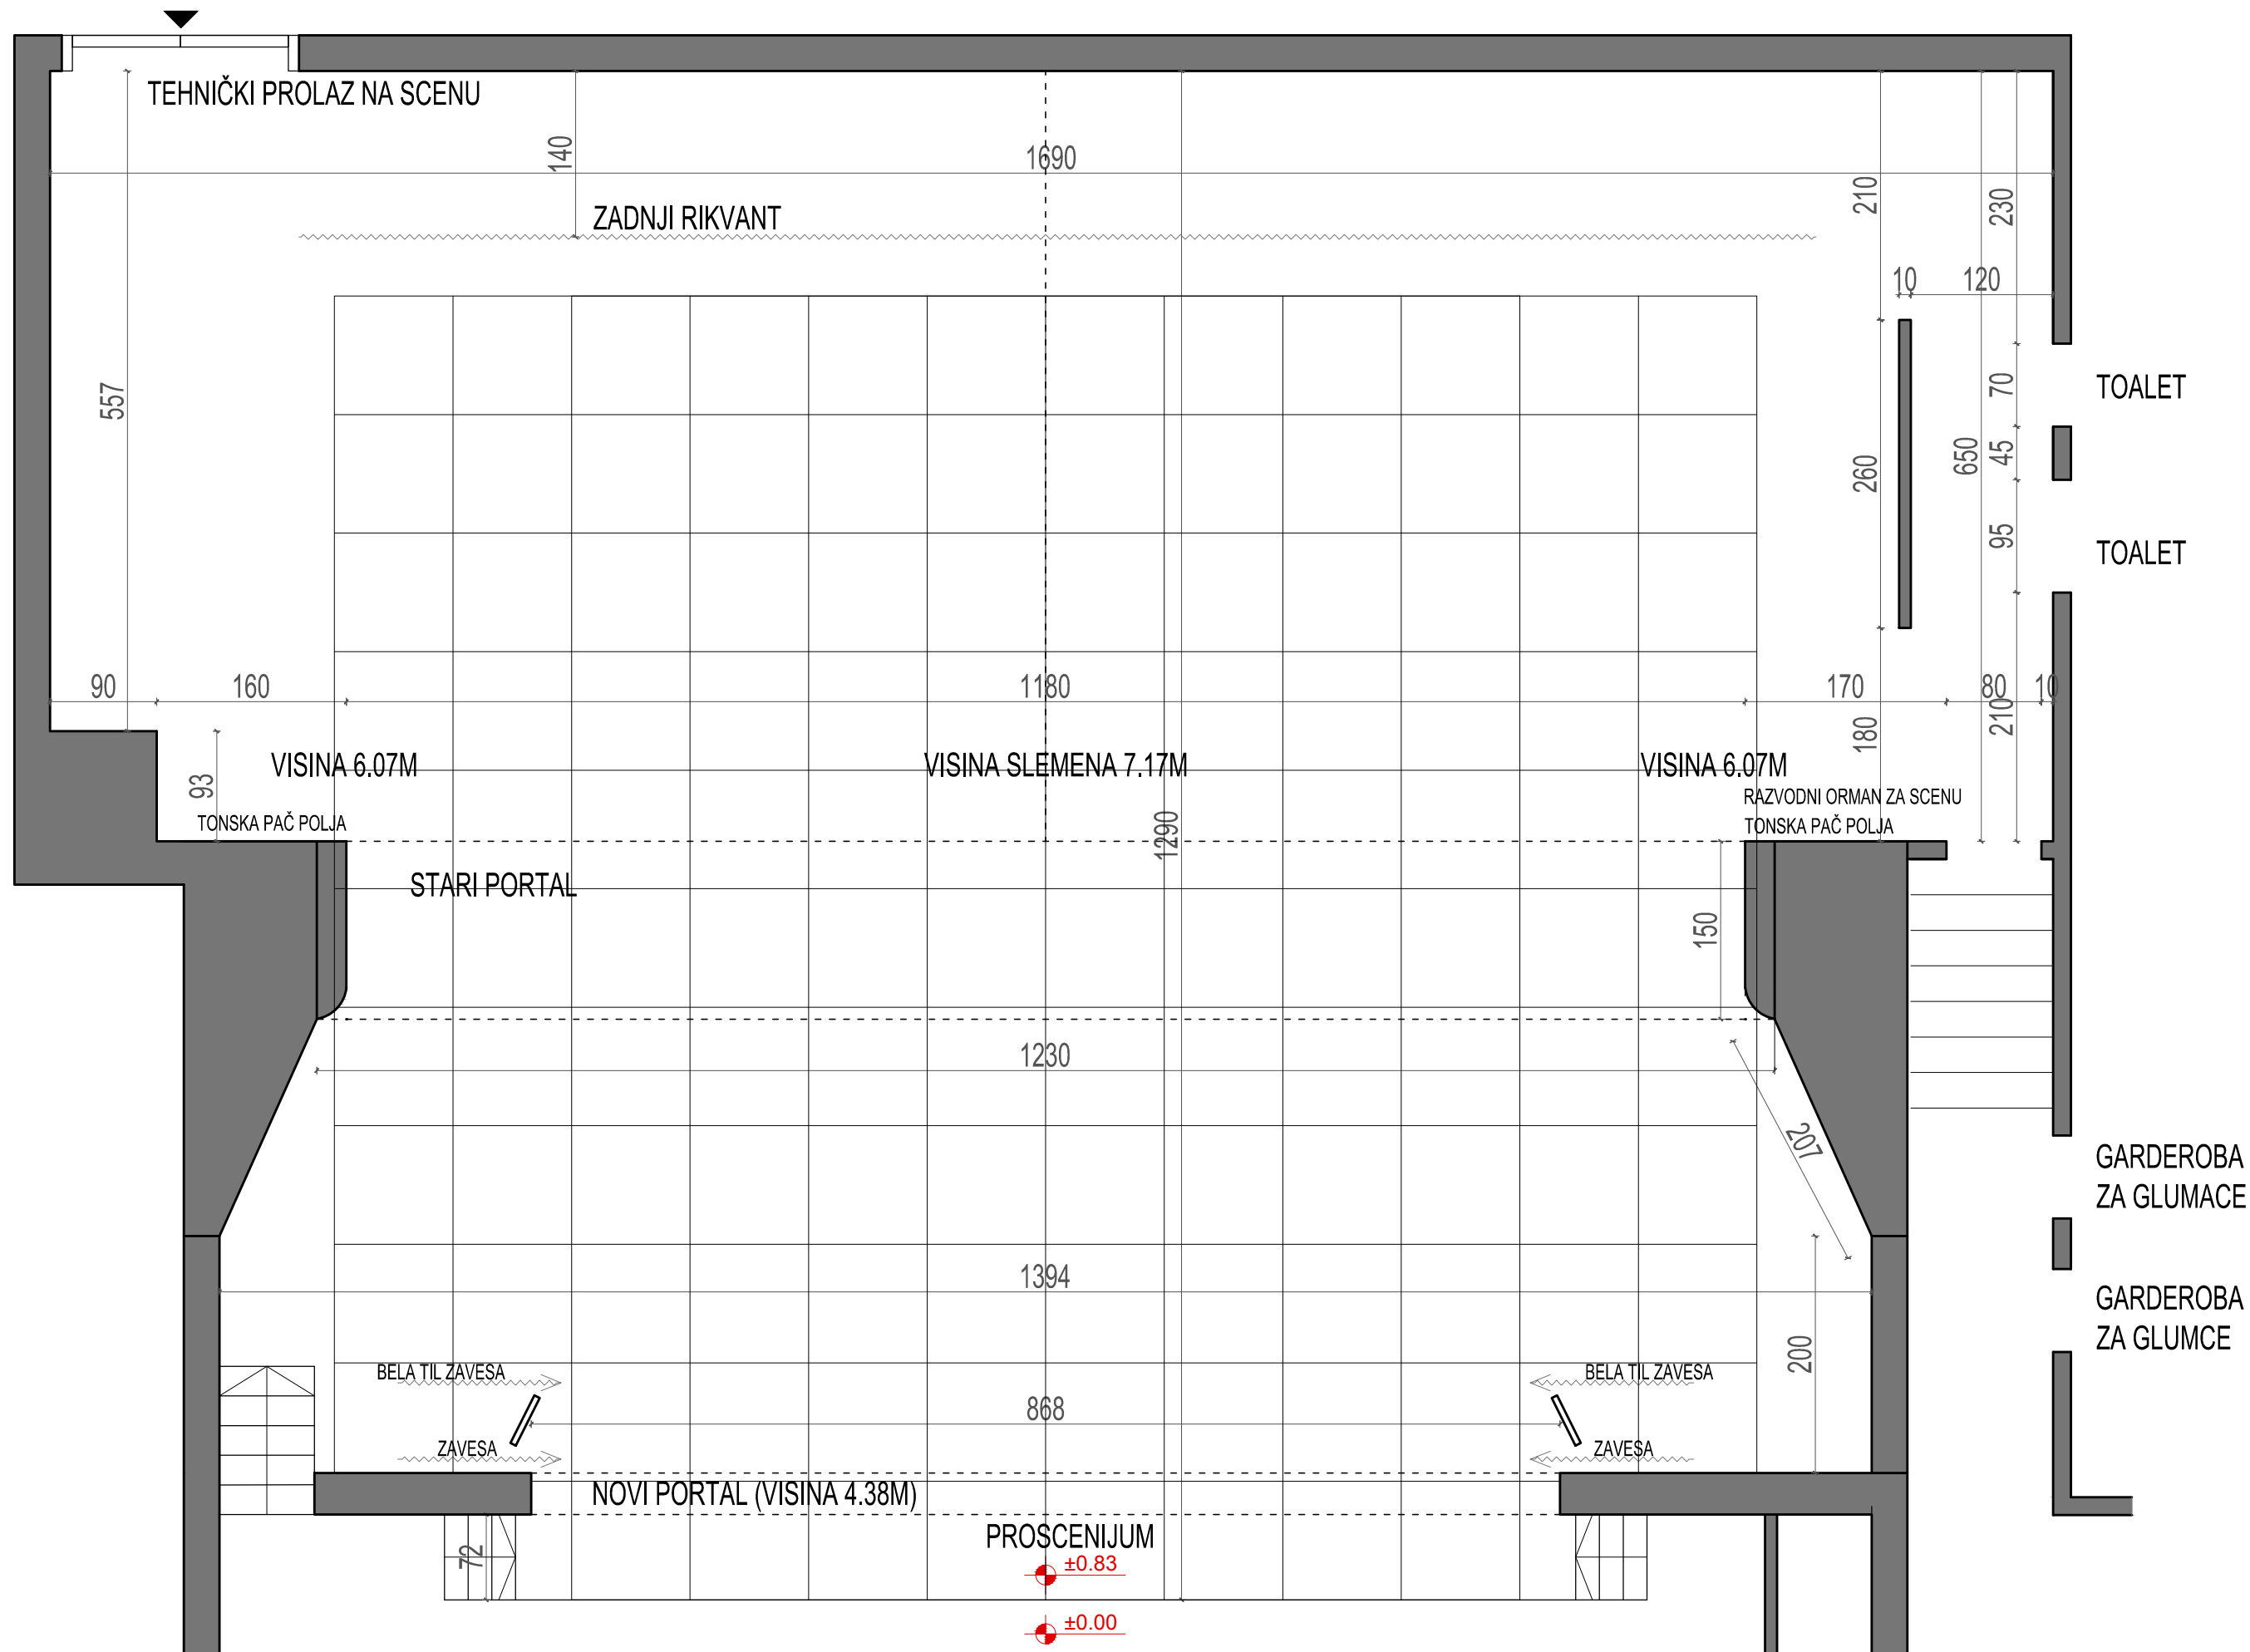 TEHNIČKI PROLAZ NA SCENU
140
1690
ZADNJI RIKVANT
210
230
10
120
557
70
TOALET
260
650
45
95
TOALET
90
160
1180
170
80
10
180
210
VISINA 6.07M
VISINA SLEMENA 7.17M
VISINA 6.07M
93
RAZVODNI ORMAN ZA SCENU
TONSKA PAČ POLJA
TONSKA PAČ POLJA
1290
STARI PORTAL
150
1230
207
GARDEROBA
ZA GLUMACE
1394
GARDEROBA
ZA GLUMCE
200
BELA TIL ZAVESA
BELA TIL ZAVESA
868
ZAVESA
ZAVESA
NOVI PORTAL (VISINA 4.38M)
PROSCENIJUM
72
±0.83
±0.00